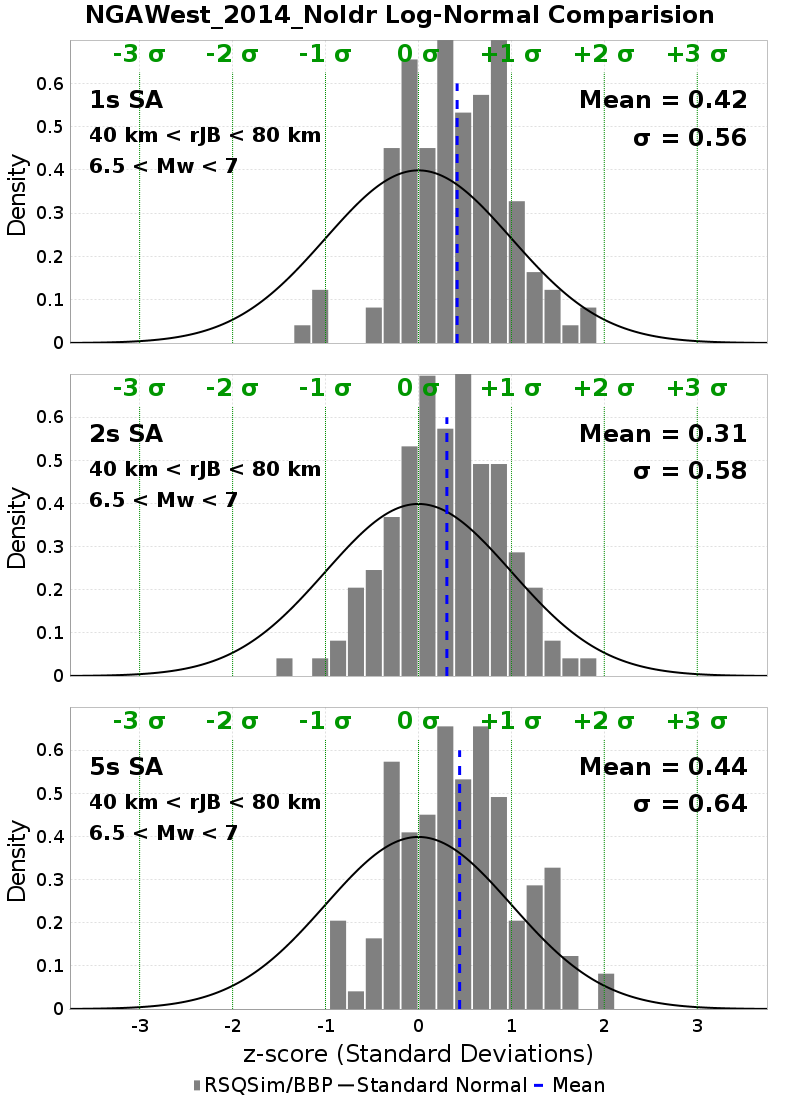 NGAWest_2014_NoIdr Log-Normal Comparision
-3 σ -2 σ -1 σ 0 σ +1 σ +2 σ +3 σ
1s SA
Mean = 0.42
40 km < rJB < 80 km
σ = 0.56
6.5 < Mw < 7
Density
0.6
0.5
0.4
0.3
0.2
0.1
0
-3 σ -2 σ -1 σ 0 σ +1 σ +2 σ +3 σ
2s SA
Mean = 0.31
40 km < rJB < 80 km
σ = 0.58
6.5 < Mw < 7
Density
0.6
0.5
0.4
0.3
0.2
0.1
0
-3 σ -2 σ -1 σ 0 σ +1 σ +2 σ +3 σ
5s SA
Mean = 0.44
40 km < rJB < 80 km
σ = 0.64
6.5 < Mw < 7
Density
0.6
0.5
0.4
0.3
0.2
0.1
0
-3 -2 -1 0 1 2 3
z-score (Standard Deviations)
RSQSim/BBP Standard Normal Mean